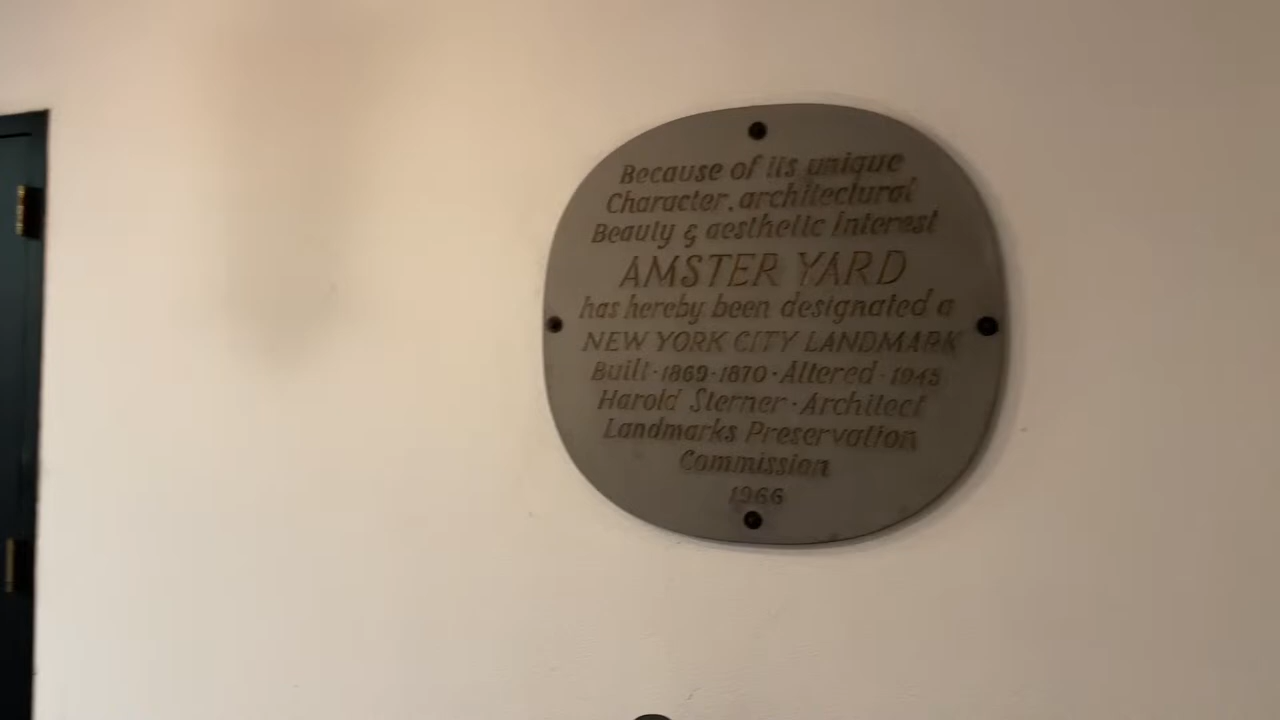 Because of its unique
Character, architectural
Beauty & aesthetic interest
AMSTER YARD
has hereby been designated a
NEW YORK CITY LANDMARK
Built · 1869-1870 · Altered · 1945
Harold Sterner · Architect
Landmarks Preservation
Commission
1966